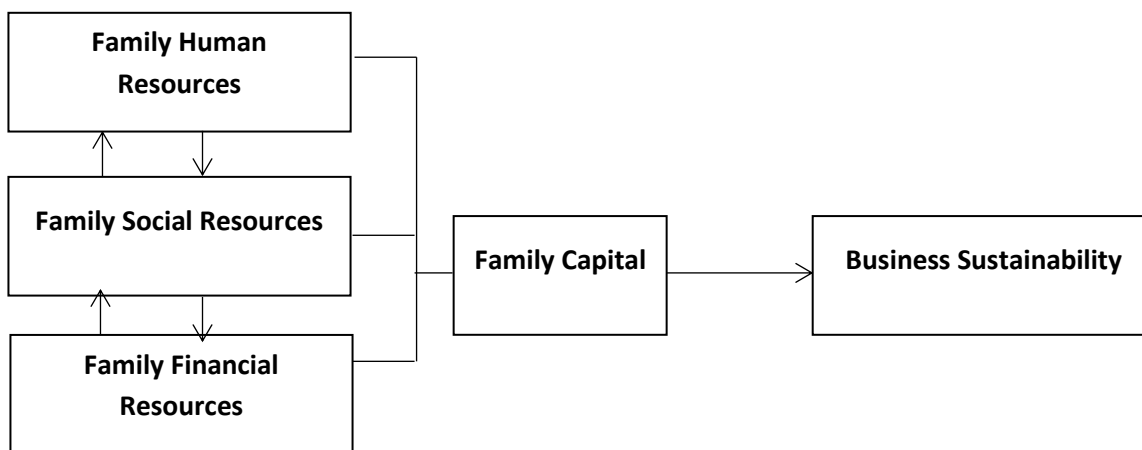 Family Human
Resources
Family Social Resources
Family Capital
Business Sustainability
Family Financial
Resources